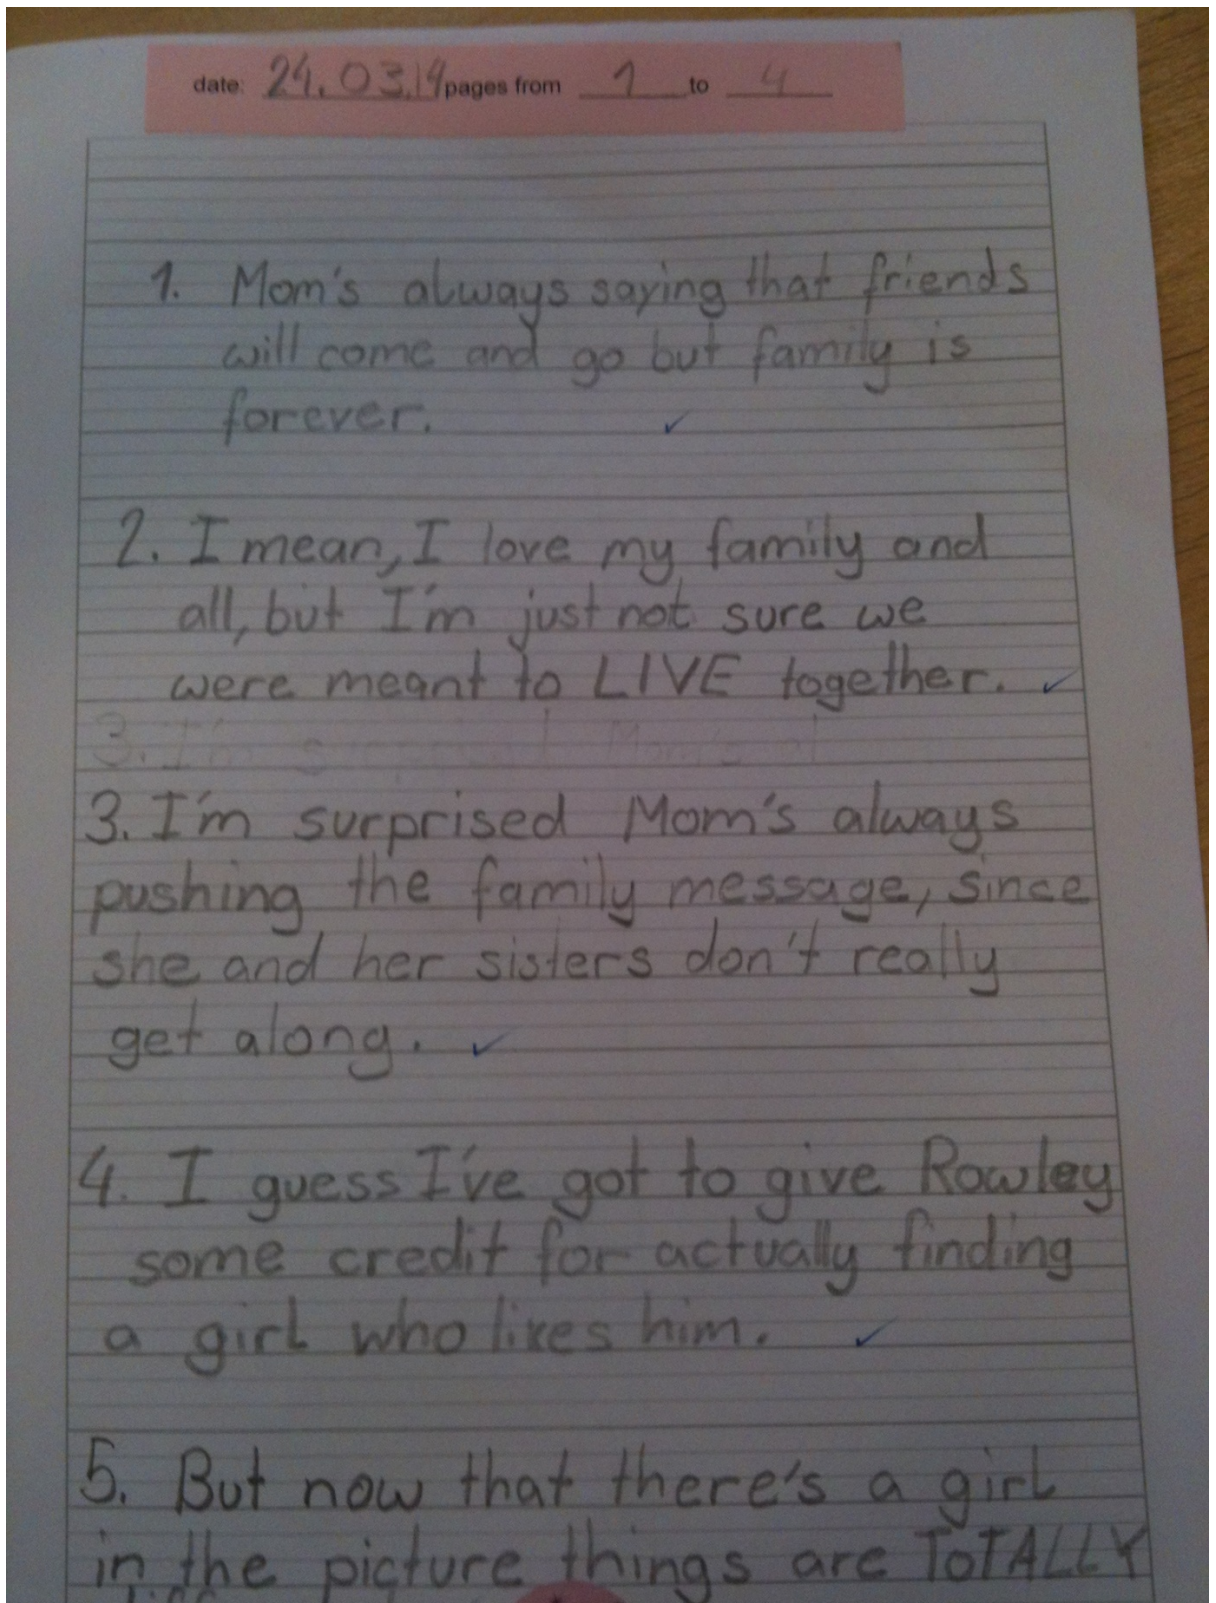 date: 24.03.14 pages from 1 to 4
1. Mom's always saying that friends
will come and go but family is
forever.
2. I mean, I love my family and
all, but I'm just not sure we
were meant to LIVE together.
3. I'm
3. I'm surprised Mom's always
pushing the family message, since
she and her sisters don't really
get along.
4. I guess I've got to give Rowley
some credit for actually finding
a girl who likes him.
5. But now that there's a girl
in the picture things are ToTALLY